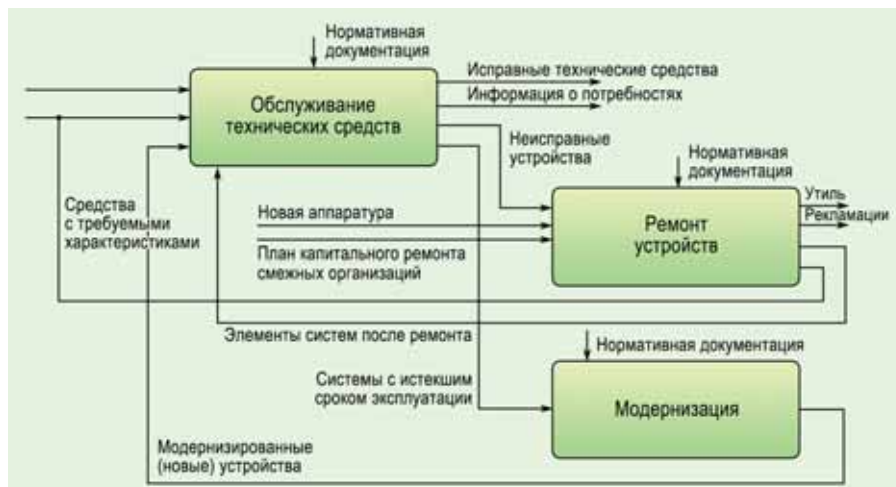 Нормативная
документация
Обслуживание
технических средств
Исправные технические средства
Информация о потребностях
Неисправные
устройства
Нормативная
документация
Средства
с требуемыми
характеристиками
Новая аппаратура
План капитального ремонта
смежных организаций
Ремонт
устройств
Утиль
Рекламации
Элементы систем после ремонта
Нормативная документация
Системы с истекшим
сроком эксплуатации
Модернизация
Модернизированные
(новые) устройства